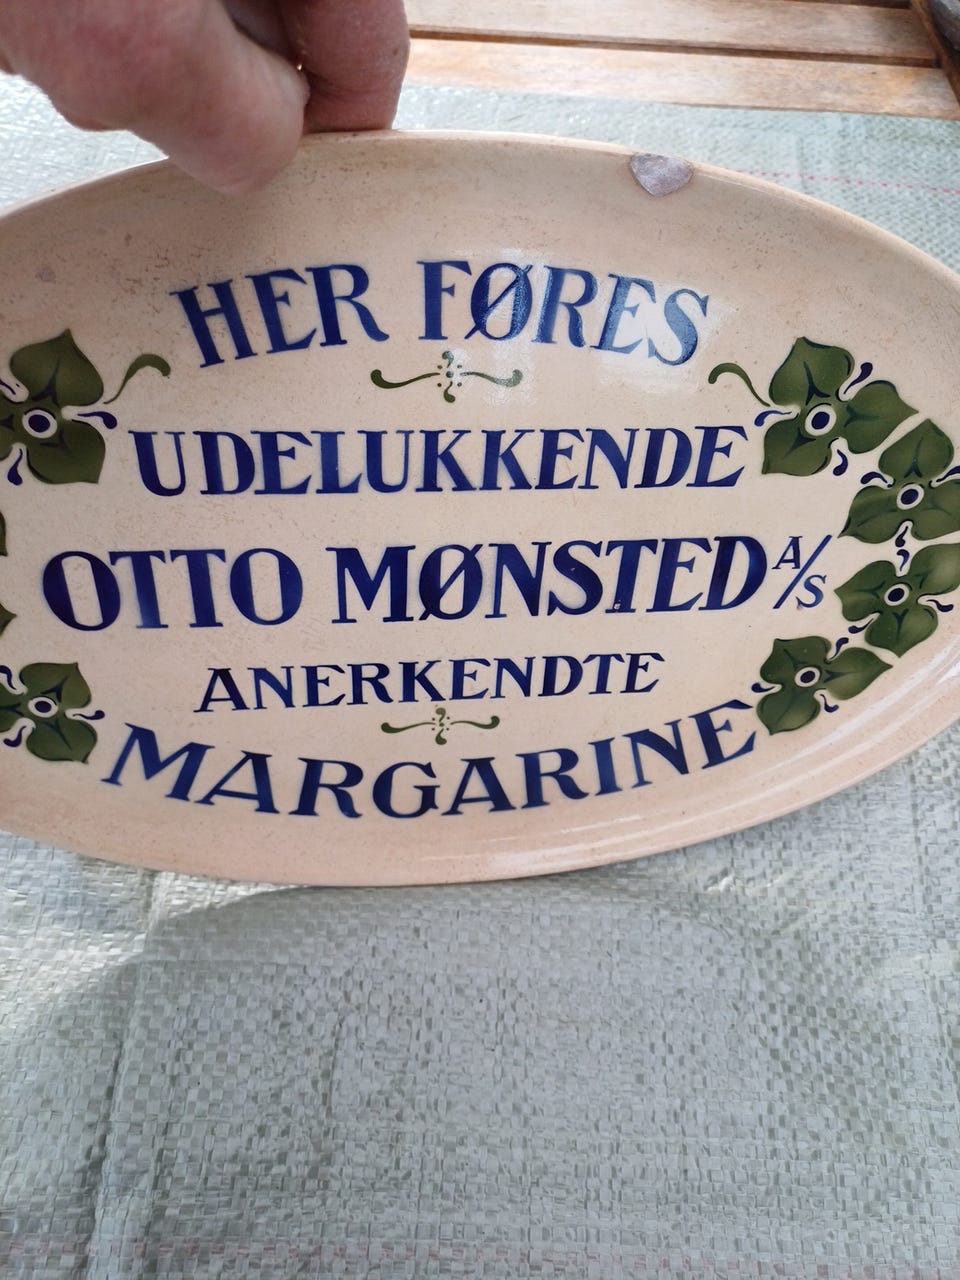 HER FØRES
UDELUKKENDE
OTTO MØNSTED A/S
ANERKENDTE
MARGARINE